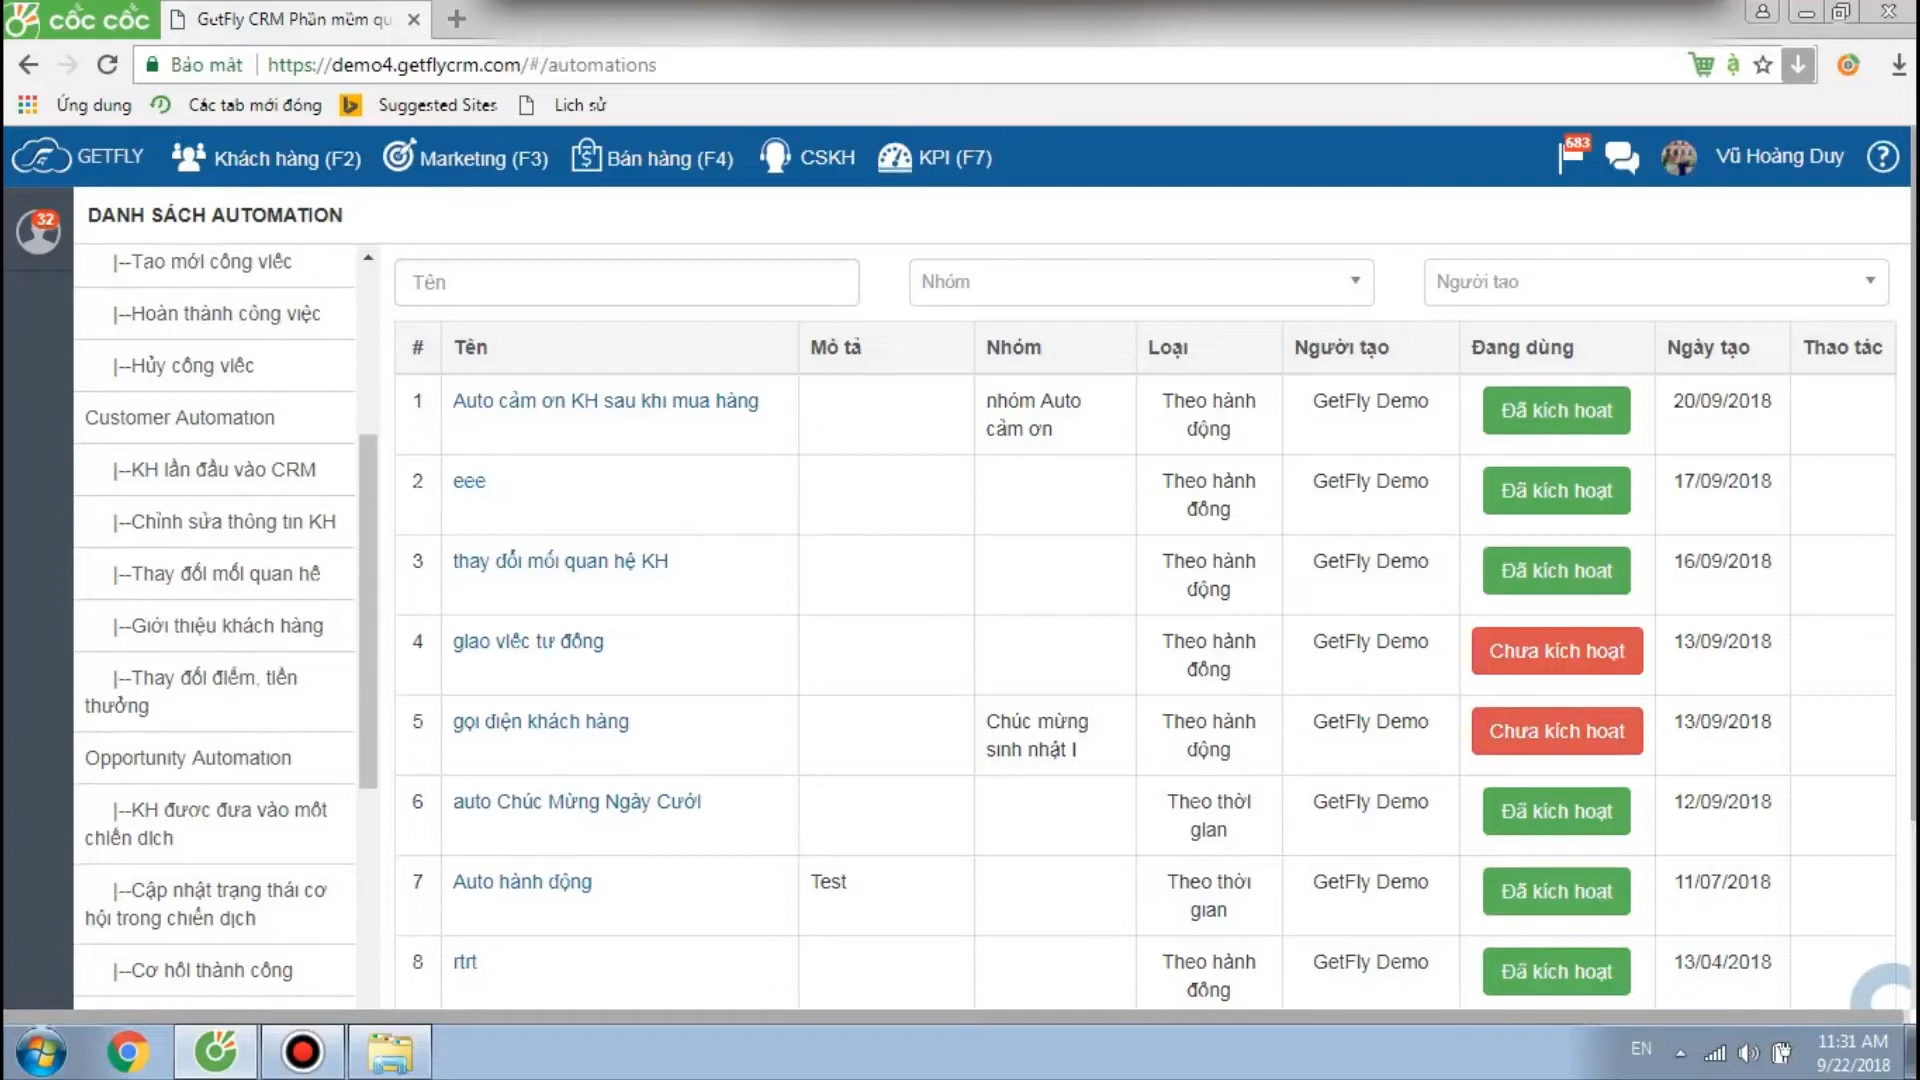 cốc cốc
GetFly CRM Phần mềm qu
Bảo mật
https://demo4.getflycrm.com/#/automations
Ứng dụng
Các tab mới đóng
Suggested Sites
Lịch sử
GETFLY
Khách hàng (F2)
Marketing (F3)
Bán hàng (F4)
CSKH
KPI (F7)
683
Vũ Hoàng Duy
32
DANH SÁCH AUTOMATION
|--Tạo mới công việc
|--Hoàn thành công việc
|--Hủy công việc
Customer Automation
|--KH lần đầu vào CRM
|--Chỉnh sửa thông tin KH
|--Thay đổi mối quan hệ
|--Giới thiệu khách hàng
|--Thay đổi điểm, tiền
thưởng
Opportunity Automation
|--KH được đưa vào một
chiến dịch
|--Cập nhật trạng thái cơ
hội trong chiến dịch
|--Cơ hội thành công
Tên
Nhóm
Người tạo
# Tên Mô tả Nhóm Loại Người tạo Đang dùng Ngày tạo Thao tác
1 Auto cảm ơn KH sau khi mua hàng nhóm Auto Theo hành GetFly Demo Đã kích hoạt 20/09/2018
cảm ơn động
2 eee Theo hành GetFly Demo Đã kích hoạt 17/09/2018
động
3 thay đổi mối quan hệ KH Theo hành GetFly Demo Đã kích hoạt 16/09/2018
động
4 giao việc tự động Theo hành GetFly Demo Chưa kích hoạt 13/09/2018
động
5 gọi điện khách hàng Chúc mừng Theo hành GetFly Demo Chưa kích hoạt 13/09/2018
sinh nhật I động
6 auto Chúc Mừng Ngày Cưới Theo thời GetFly Demo Đã kích hoạt 12/09/2018
gian
7 Auto hành động Test Theo thời GetFly Demo Đã kích hoạt 11/07/2018
gian
8 rtrt Theo hành GetFly Demo Đã kích hoạt 13/04/2018
động
EN
11:31 AM
9/22/2018